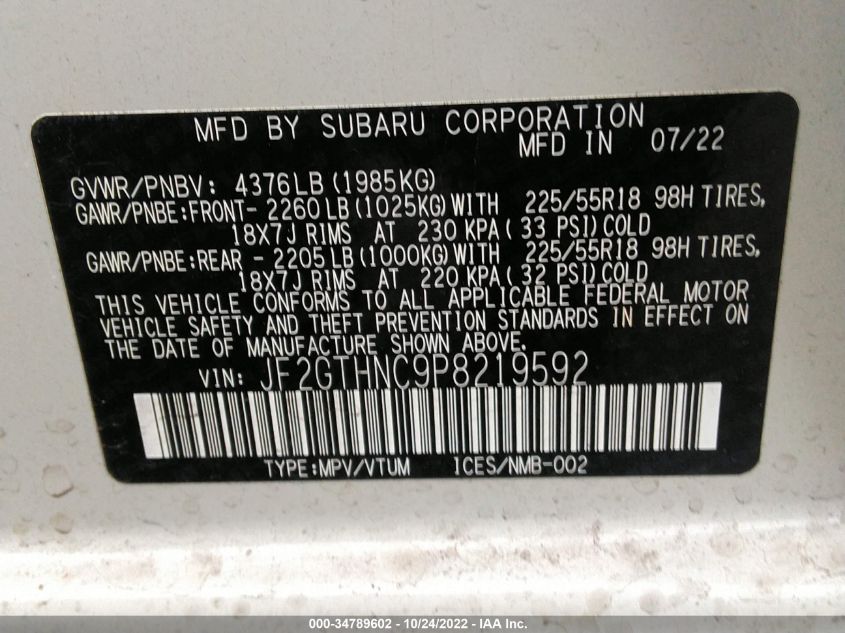 MFD BY SUBARU CORPORATION
MFD IN 07/22
GVWR/PNBV: 4376LB(1985KG)
GAWR/PNBE:FRONT- 2260LB(1025KG)WITH 225/55R18 98H TIRES,
18X7J RIMS AT 230 KPA(33 PSI)COLD
GAWR/PNBE:REAR - 2205LB(1000KG)WITH 225/55R18 98H TIRES,
18X7J RIMS AT 220 KPA(32 PSI)COLD
THIS VEHICLE CONFORMS TO ALL APPLICABLE FEDERAL MOTOR
VEHICLE SAFETY AND THEFT PREVENTION STANDARDS IN EFFECT ON
THE DATE OF MANUFACTURE SHOWN ABOVE.
VIN: JF2GTHNC9P8219592
TYPE:MPV/VTUM ICES/NMB-002
000-34789602 - 10/24/2022 - IAA Inc.